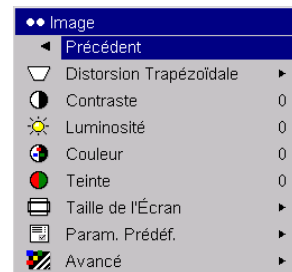 Image
Précédent
Distorsion Trapézoïdale
Contraste 0
Luminosité 0
Couleur 0
Teinte 0
Taille de l'Écran
Param. Prédéf.
Avancé